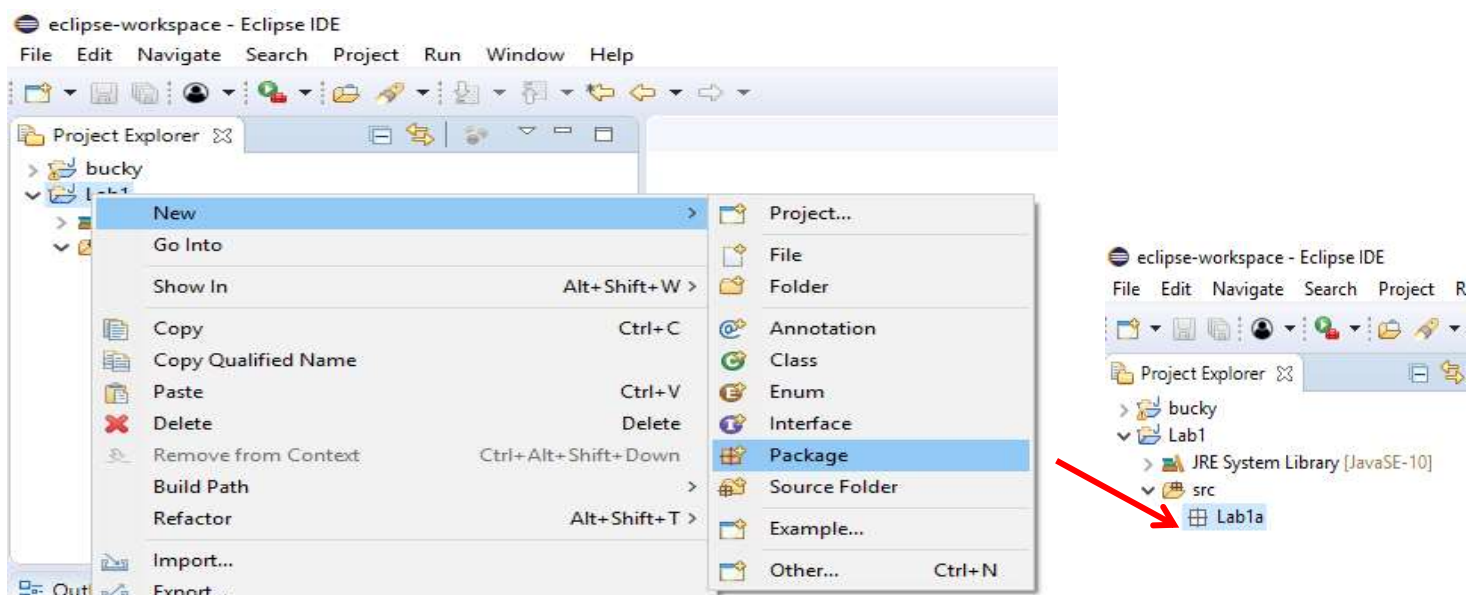 eclipse-workspace - Eclipse IDE
File Edit Navigate Search Project Run Window Help
Project Explorer
bucky
Lab1
New
Go Into
Show In Alt+Shift+W >
Copy Ctrl+C
Copy Qualified Name
Paste Ctrl+V
Delete Delete
Remove from Context Ctrl+Alt+Shift+Down
Build Path >
Refactor Alt+Shift+T >
Import...
Export...
Project...
File
Folder
Annotation
Class
Enum
Interface
Package
Source Folder
Example...
Other... Ctrl+N
eclipse-workspace - Eclipse IDE
File Edit Navigate Search Project R
Project Explorer
bucky
Lab1
JRE System Library [JavaSE-10]
src
Lab1a